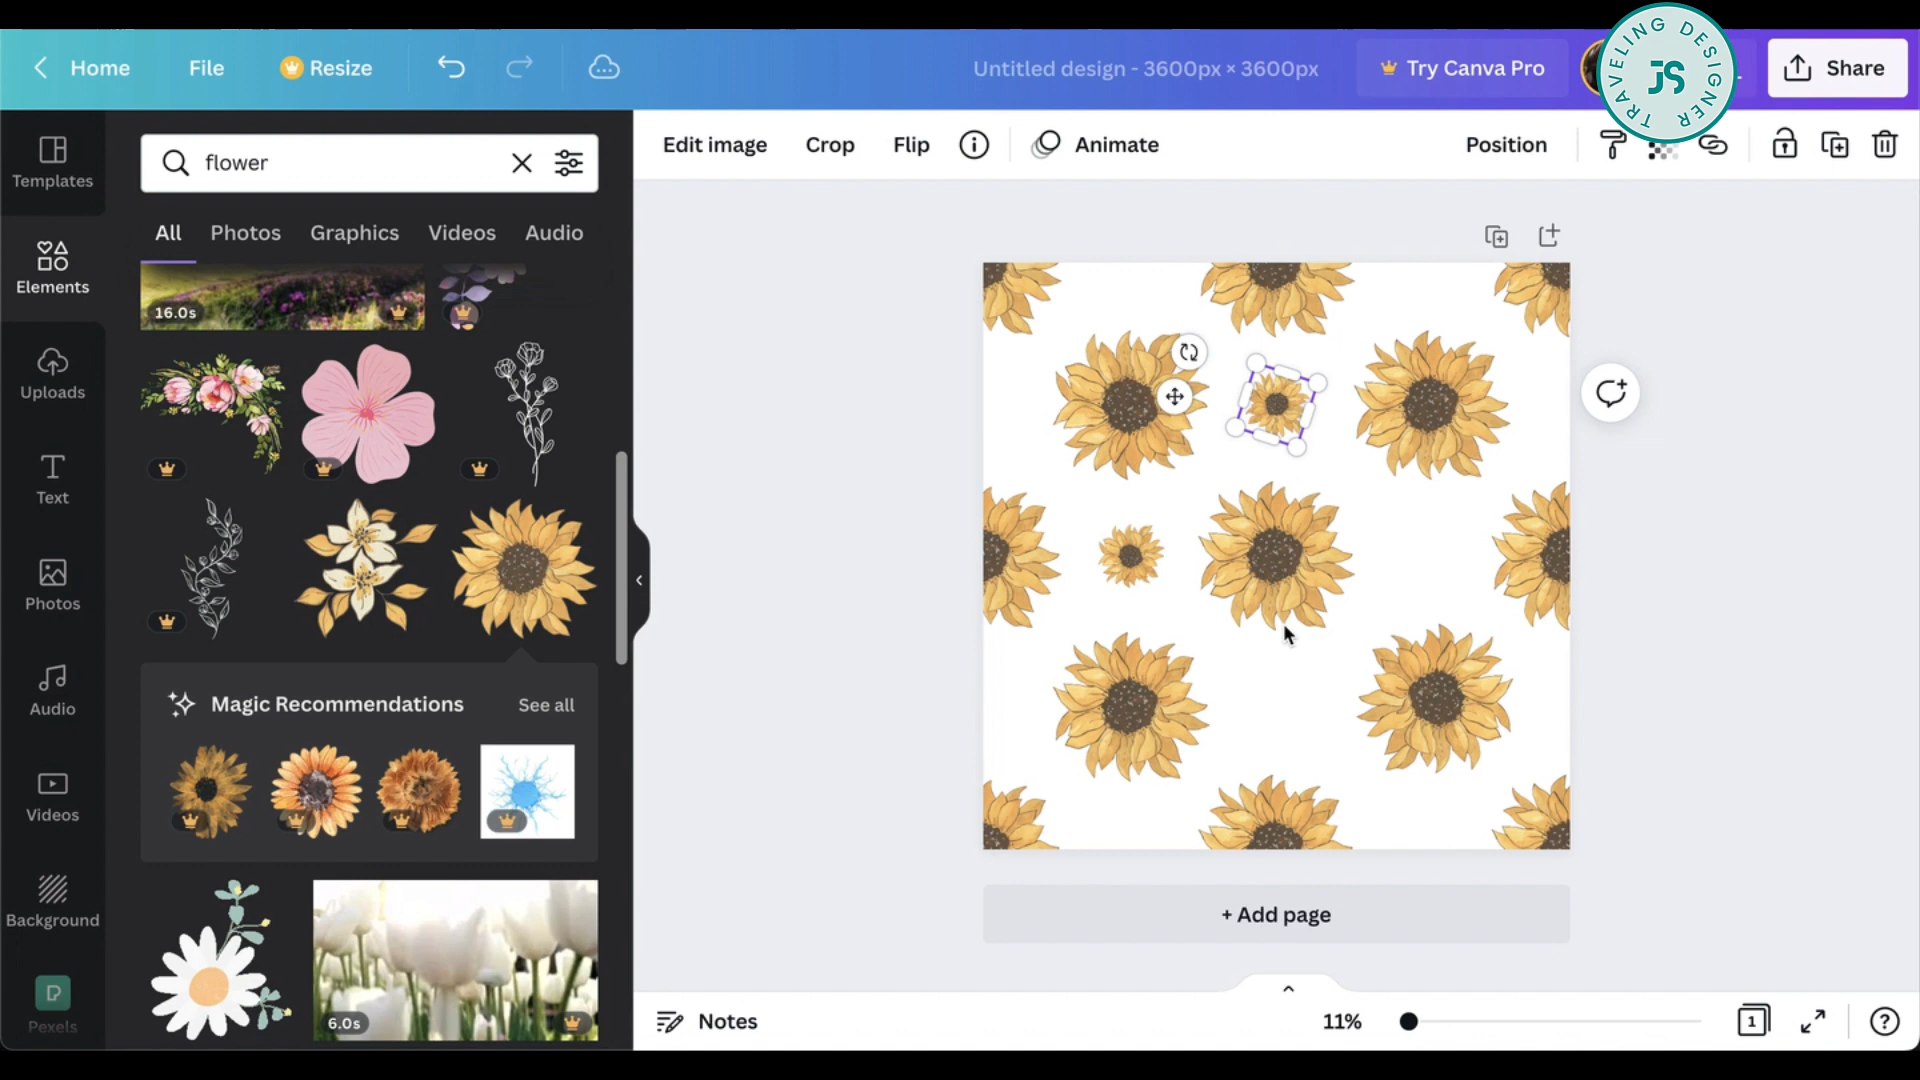 Home
File
Resize
Untitled design - 3600px × 3600px
Try Canva Pro
TRAVELING DESIGNER
JS
Share
Templates
Elements
Uploads
Text
Photos
Audio
Videos
Background
Pexels
flower
All
Photos
Graphics
Videos
Audio
16.0s
Magic Recommendations
See all
6.0s
Edit image
Crop
Flip
Animate
Position
+ Add page
Notes
11%
1